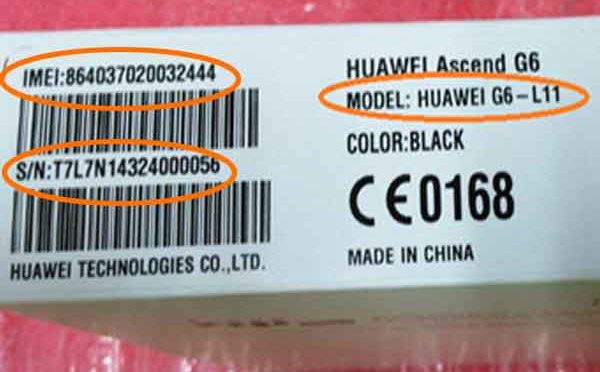 IMEI:864037020032444
S/N:T7L7N14324000056
HUAWEI TECHNOLOGIES CO.,LTD.
HUAWEI Ascend G6
MODEL: HUAWEI G6-L11
COLOR:BLACK
CE0168
MADE IN CHINA